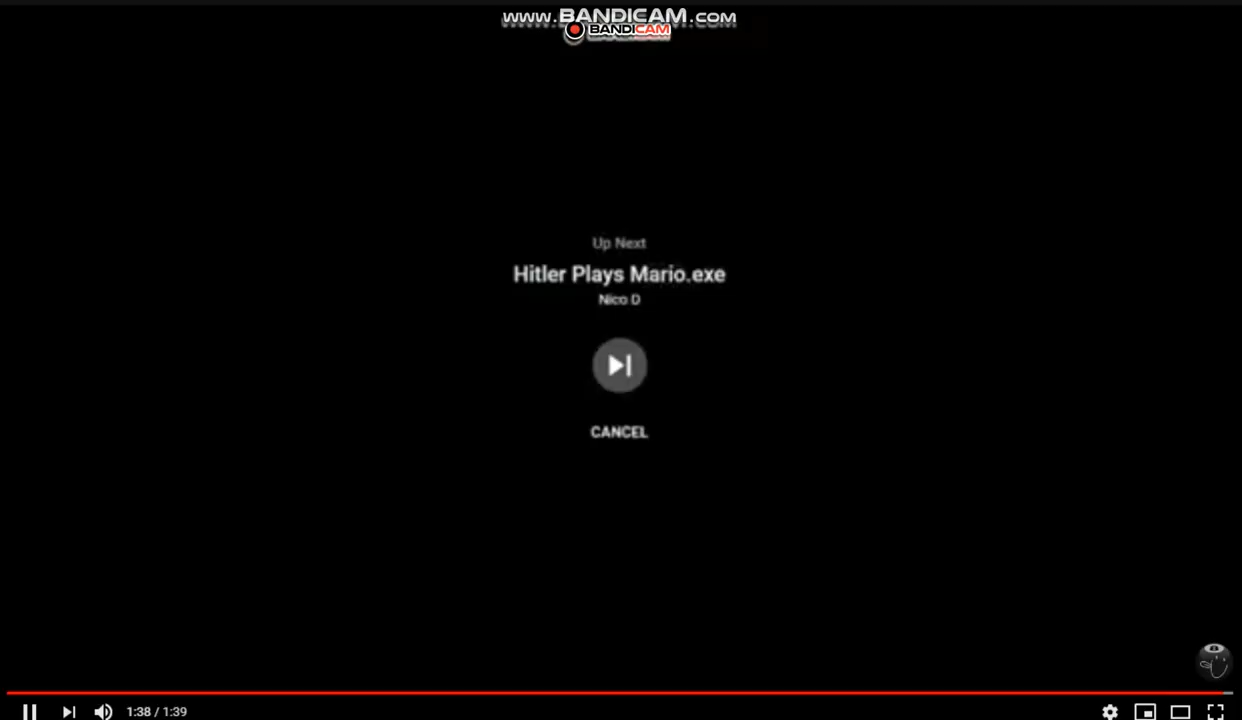 www.BANDICAM.com
BANDICAM
Up Next
Hitler Plays Mario.exe
Nico D
CANCEL
1:38 / 1:39